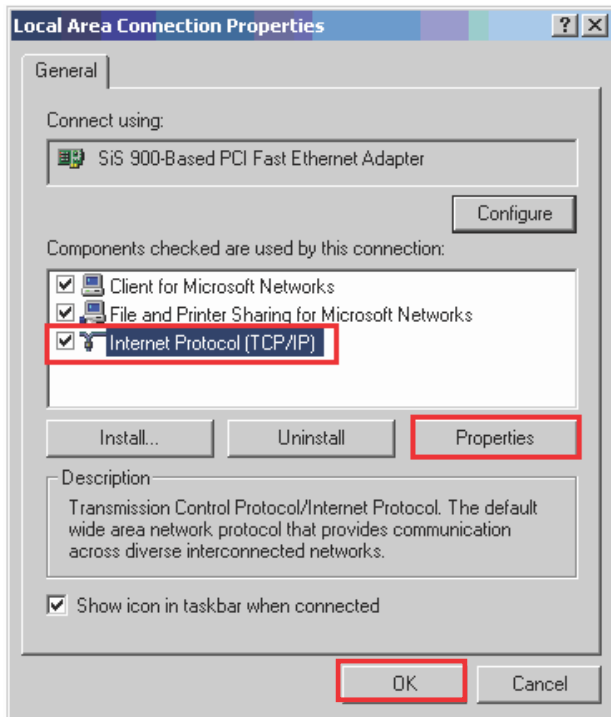 Local Area Connection Properties
General
Connect using:
SiS 900-Based PCI Fast Ethernet Adapter
Configure
Components checked are used by this connection:
Client for Microsoft Networks
File and Printer Sharing for Microsoft Networks
Internet Protocol (TCP/IP)
Install... Uninstall Properties
Description
Transmission Control Protocol/Internet Protocol. The default
wide area network protocol that provides communication
across diverse interconnected networks.
Show icon in taskbar when connected
OK Cancel